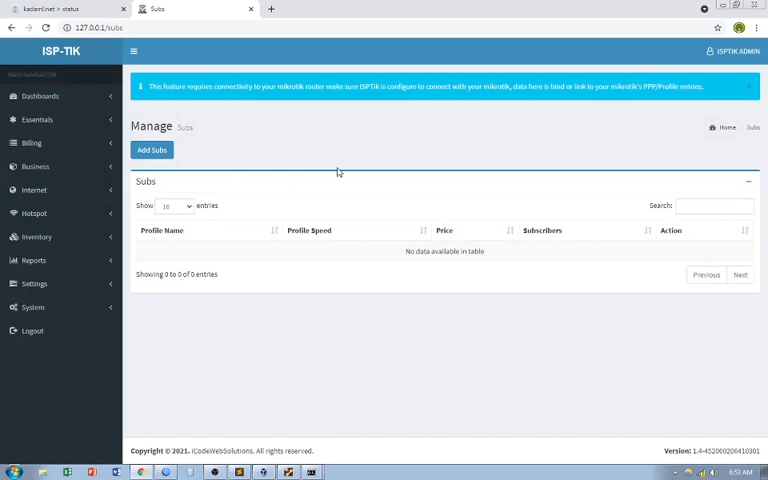 kadaml.net > status
Subs
127.0.0.1/subs
ISP-TIK
ISPTIK ADMIN
MAIN NAVIGATION
Dashboards
Essentials
Billing
Business
Internet
Hotspot
Inventory
Reports
Settings
System
Logout
This feature requires connectivity to your mikrotik router make sure ISPTik is configure to connect with your mikrotik, data here is bind or link to your mikrotik's PPP/Profile entries.
Manage Subs
Home Subs
Add Subs
Subs
Show 10 entries
Search:
Profile Name Profile Speed Price Subscribers Action
No data available in table
Showing 0 to 0 of 0 entries
Previous Next
Copyright © 2021. iCodeWebSolutions. All rights reserved.
Version: 1.4-452060206410301
6:53 AM